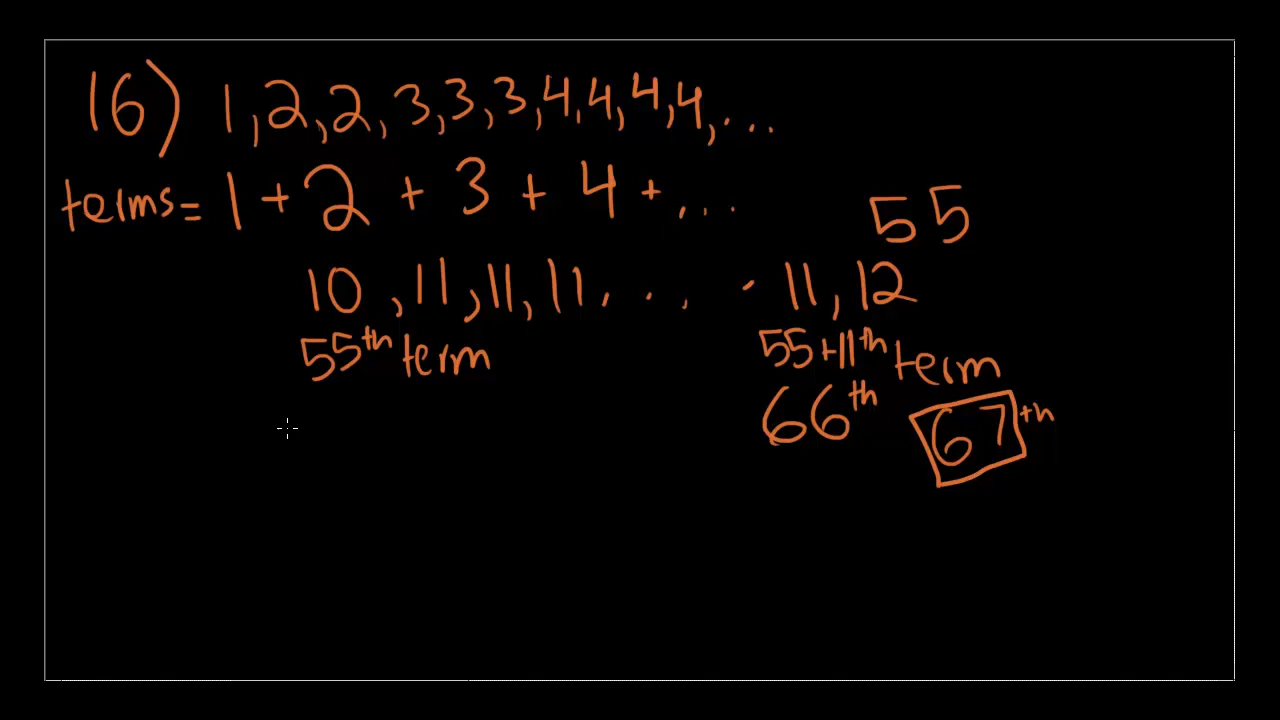 16) 1, 2, 2, 3, 3, 3, 4, 4, 4, 4, ...
terms = 1 + 2 + 3 + 4 + ...
55
10, 11, 11, 11, ... . 11, 12
55th term 55+11th term
66th 67th